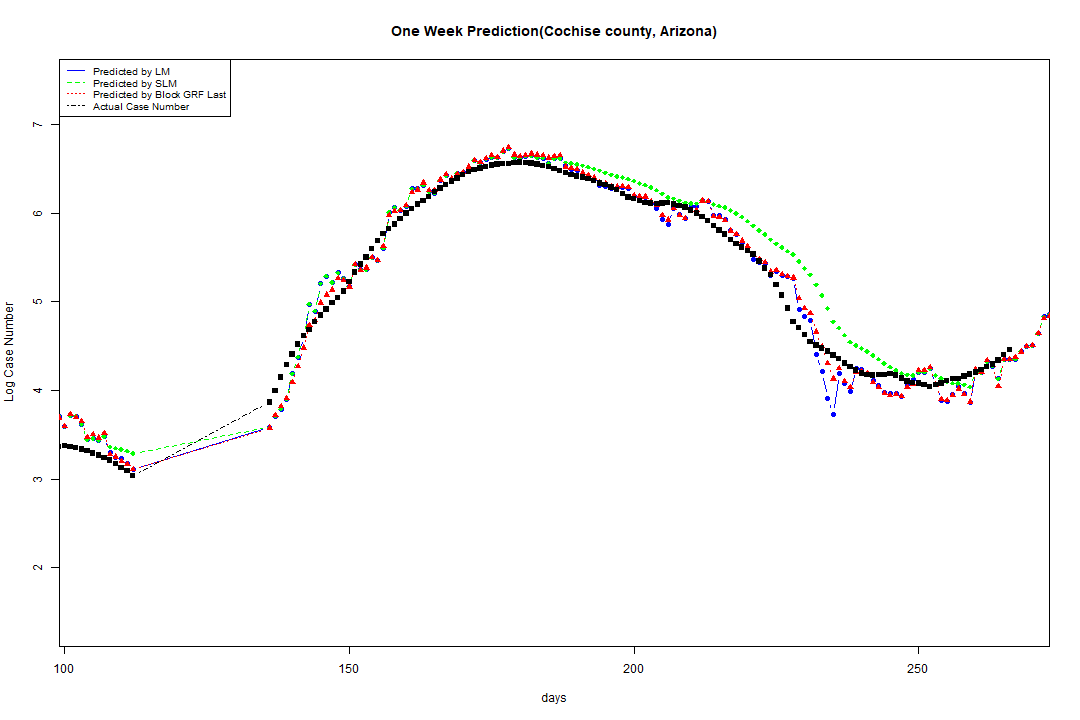 One Week Prediction(Cochise county, Arizona)
Predicted by LM
Predicted by SLM
Predicted by Block GRF Last
Actual Case Number
7
6
5
4
3
2
Log Case Number
100 150 200 250
days